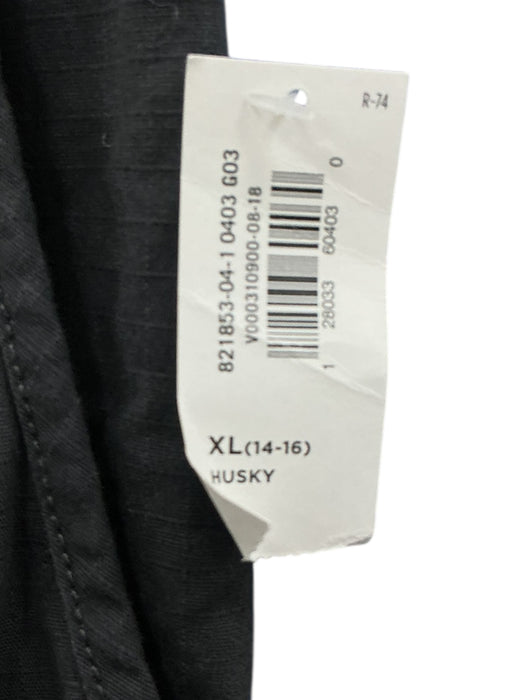 R-74
821853-04-1 0403 G03
V000310900-08-18
1 28033 60403 0
XL (14-16)
HUSKY